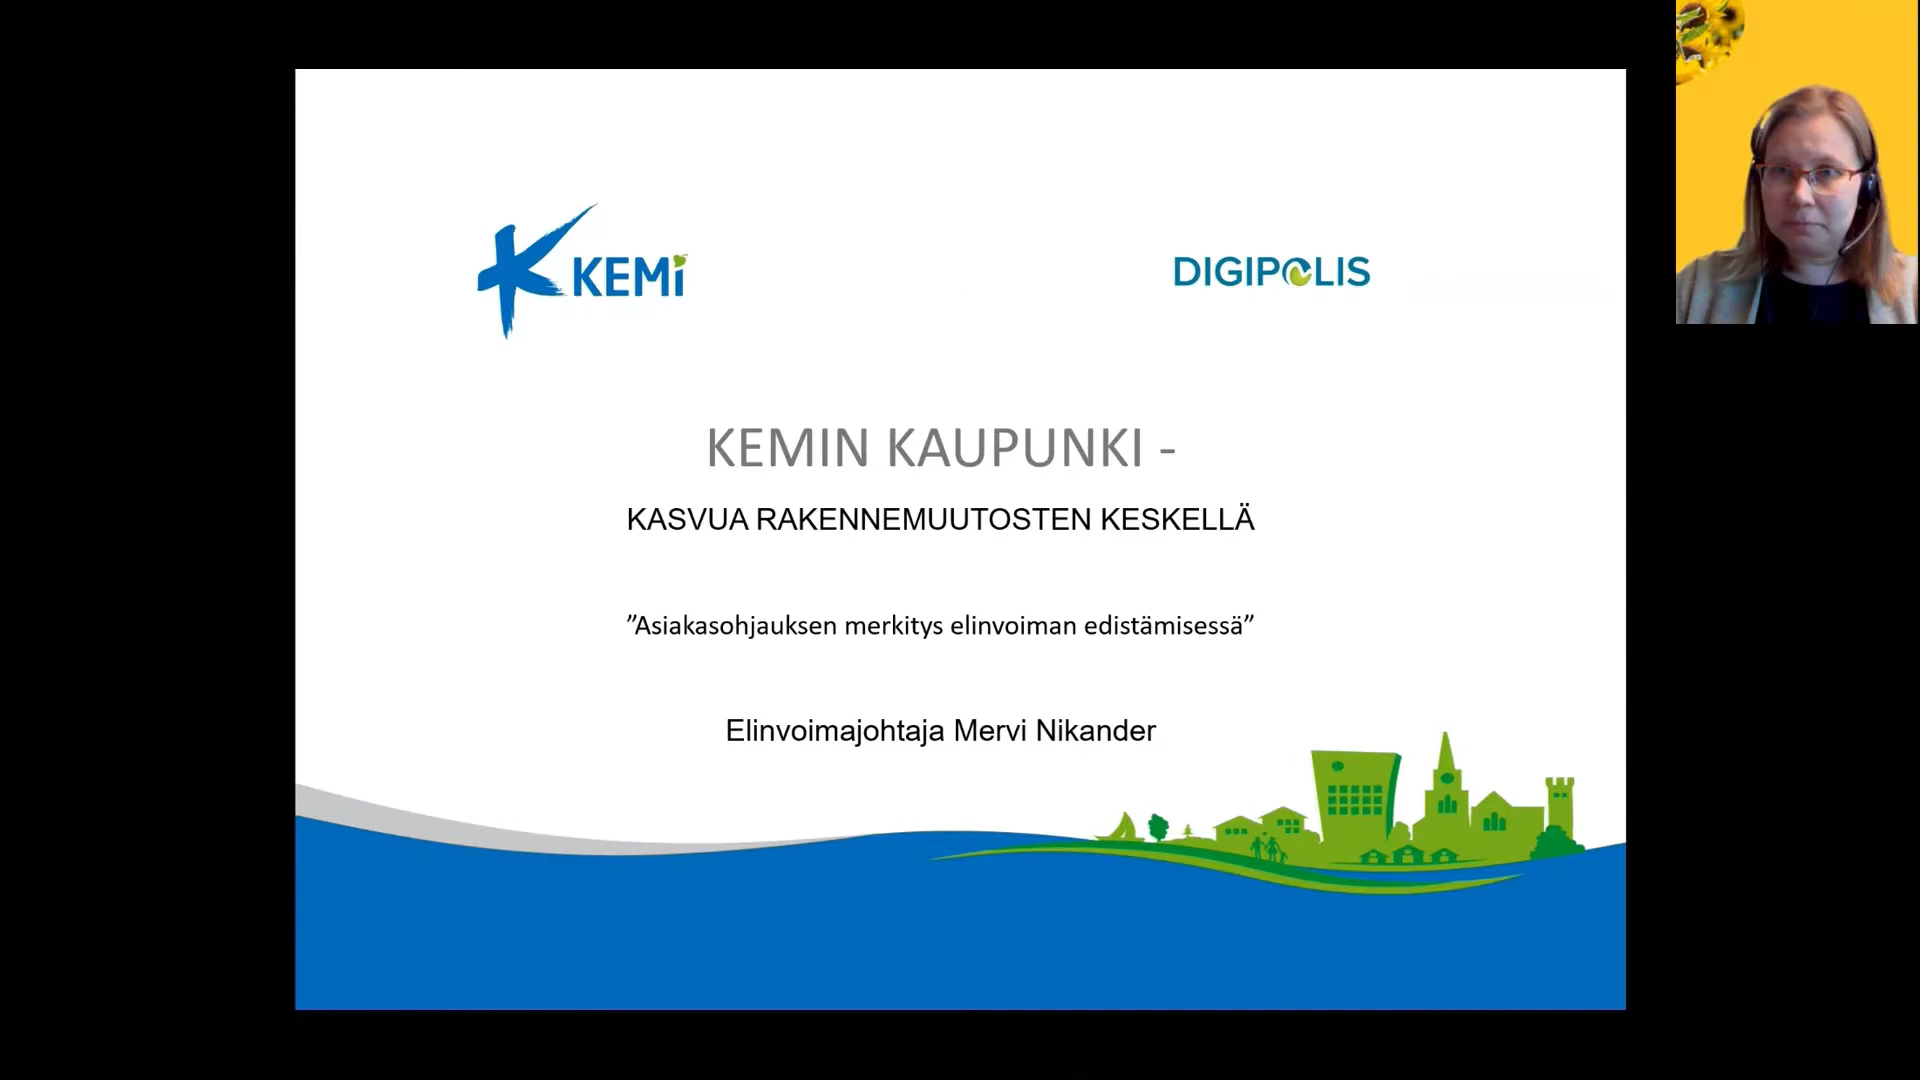 KEMi
DIGIPOLIS
KEMIN KAUPUNKI -
KASVUA RAKENNEMUUTOSTEN KESKELLÄ
”Asiakasohjauksen merkitys elinvoiman edistämisessä”
Elinvoimajohtaja Mervi Nikander